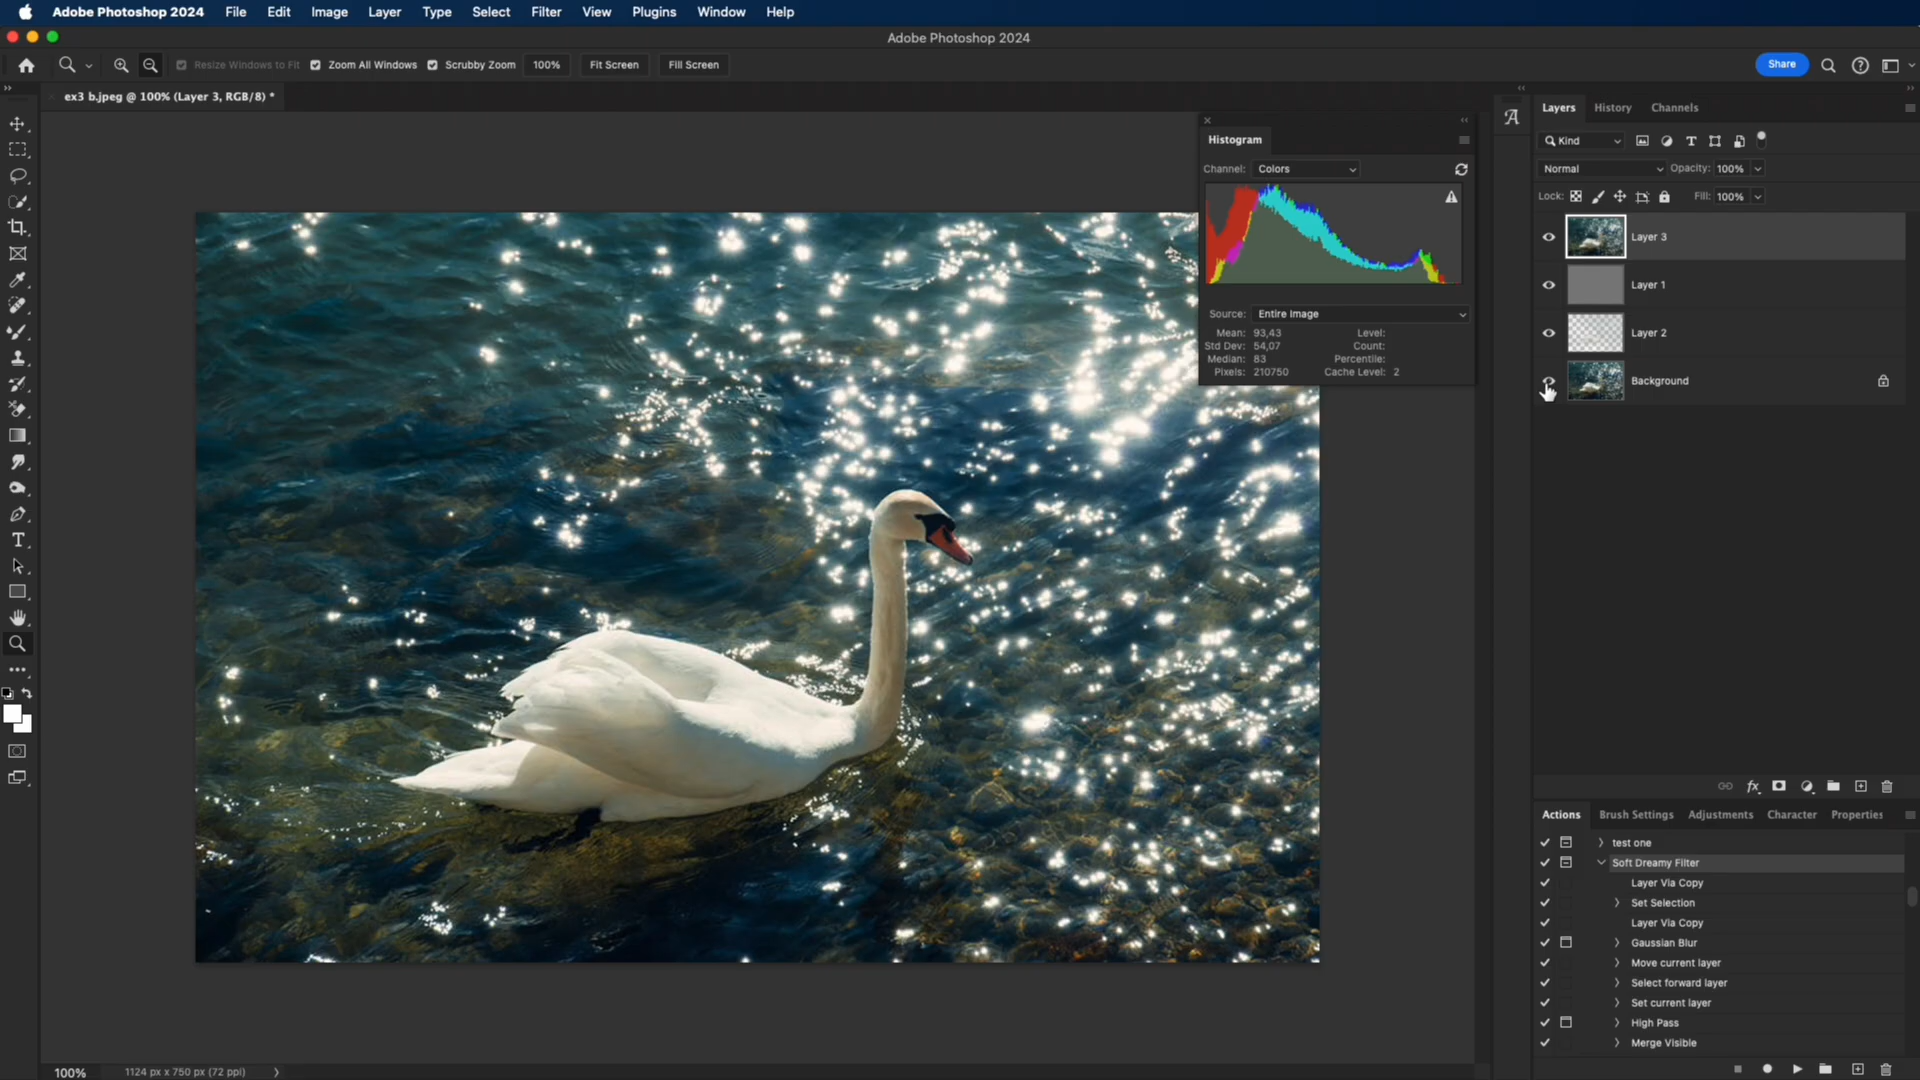 Adobe Photoshop 2024 File Edit Image Layer Type Select Filter View Plugins Window Help
Adobe Photoshop 2024
Resize Windows to Fit Zoom All Windows Scrubby Zoom 100% Fit Screen Fill Screen Share
ex3 b.jpeg @ 100% (Layer 3, RGB/8) *
Histogram
Channel: Colors
Source: Entire Image
Mean: 93,43 Level:
Std Dev: 54,07 Count:
Median: 83 Percentile:
Pixels: 210750 Cache Level: 2
Layers History Channels
Kind
Normal Opacity: 100%
Lock: Fill: 100%
Layer 3
Layer 1
Layer 2
Background
Actions Brush Settings Adjustments Character Properties
test one
Soft Dreamy Filter
Layer Via Copy
Set Selection
Layer Via Copy
Gaussian Blur
Move current layer
Select forward layer
Set current layer
High Pass
Merge Visible
100% 1124 px x 750 px (72 ppi)